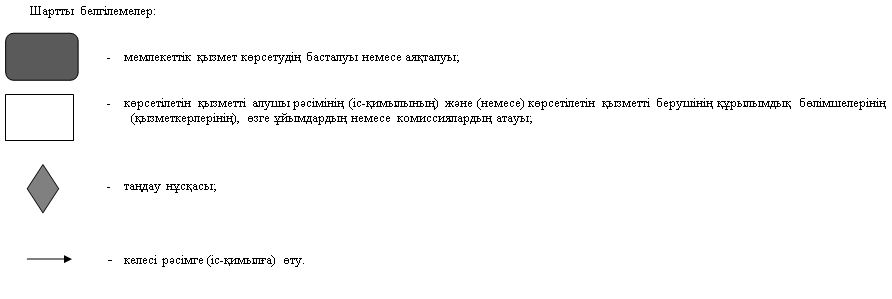 Шартты белгілемелер:
- мемлекеттік қызмет көрсетудің басталуы немесе аяқталуы;
- көрсетілетін қызметті алушы рәсімінің (іс-қимылының) және (немесе) көрсетілетін қызметті берушінің құрылымдық бөлімшелерінің
(қызметкерлерінің), өзге ұйымдардың немесе комиссиялардың атауы;
- таңдау нұсқасы;
- келесі рәсімге (іс-қимылға) өту.